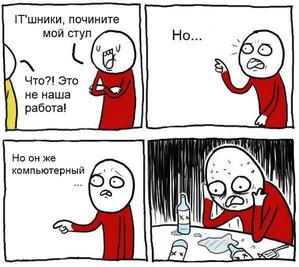 IT'шники, почините
мой стул
Что?! Это
не наша
работа!
Но...
Но он же
компьютерный
...
x x
x x
x x